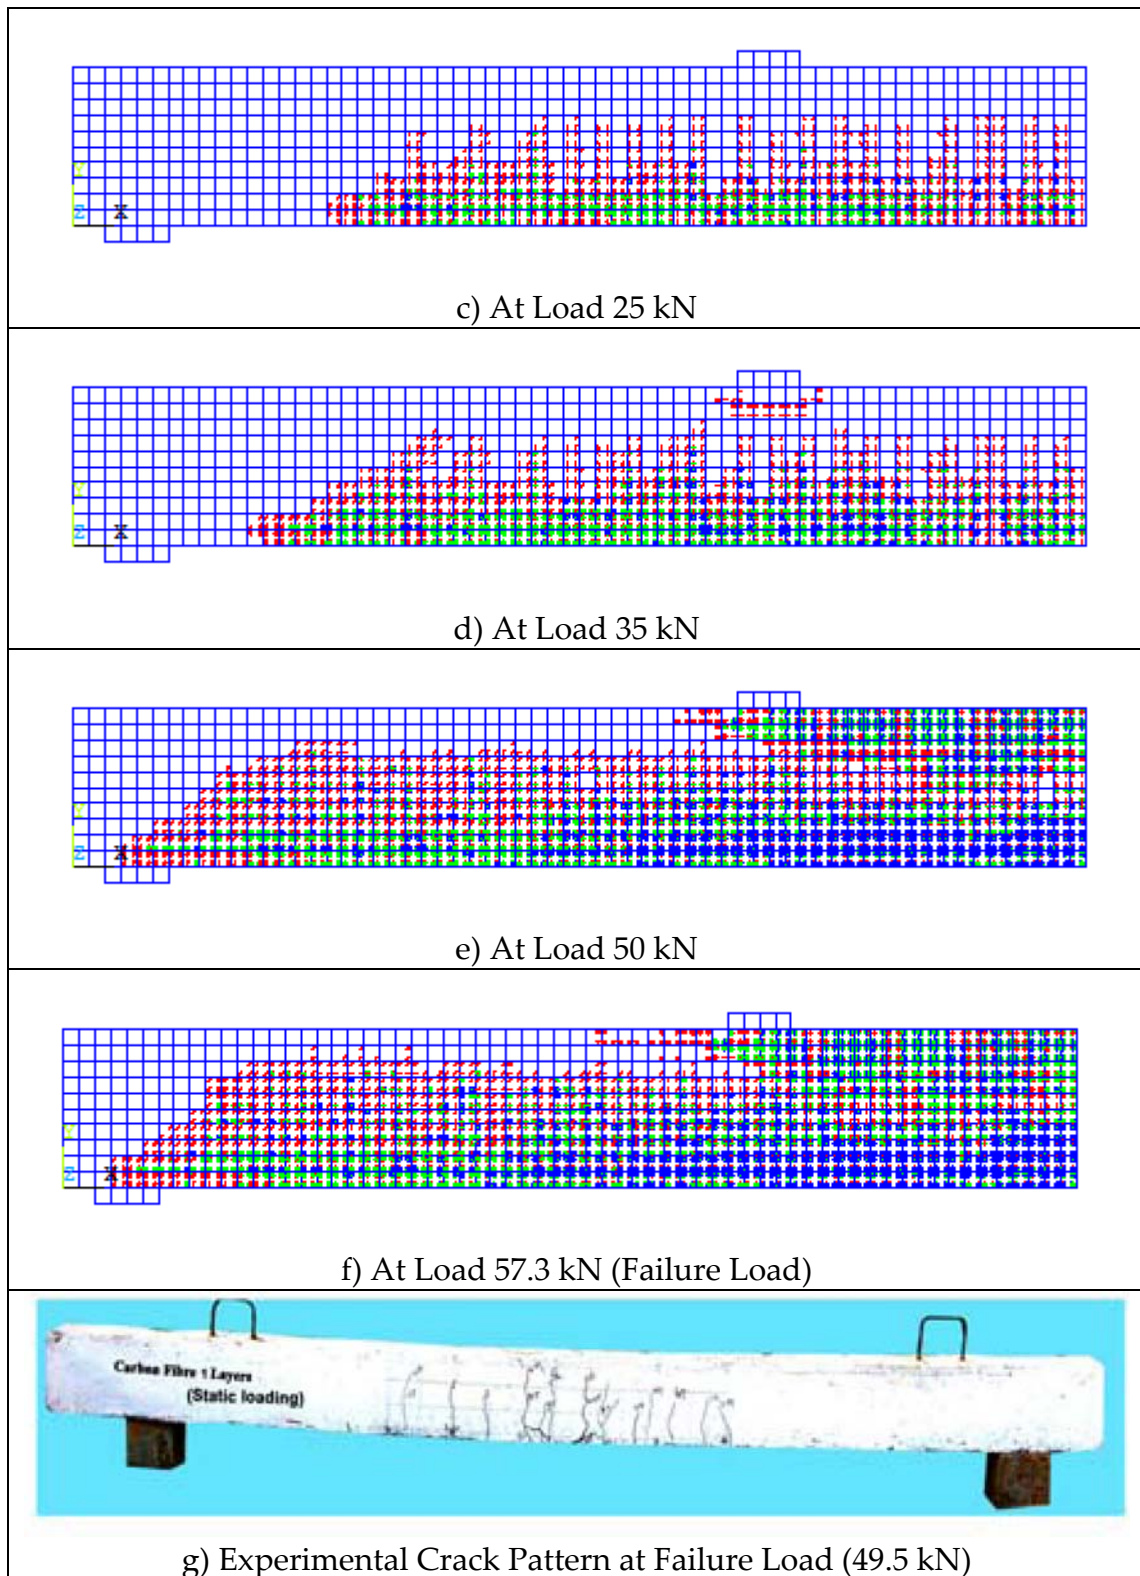 Y
Z X
c) At Load 25 kN
Y
Z X
d) At Load 35 kN
Y
Z X
e) At Load 50 kN
Y
Z X
f) At Load 57.3 kN (Failure Load)
Carbon Fibre 1 Layers
(Static loading)
g) Experimental Crack Pattern at Failure Load (49.5 kN)